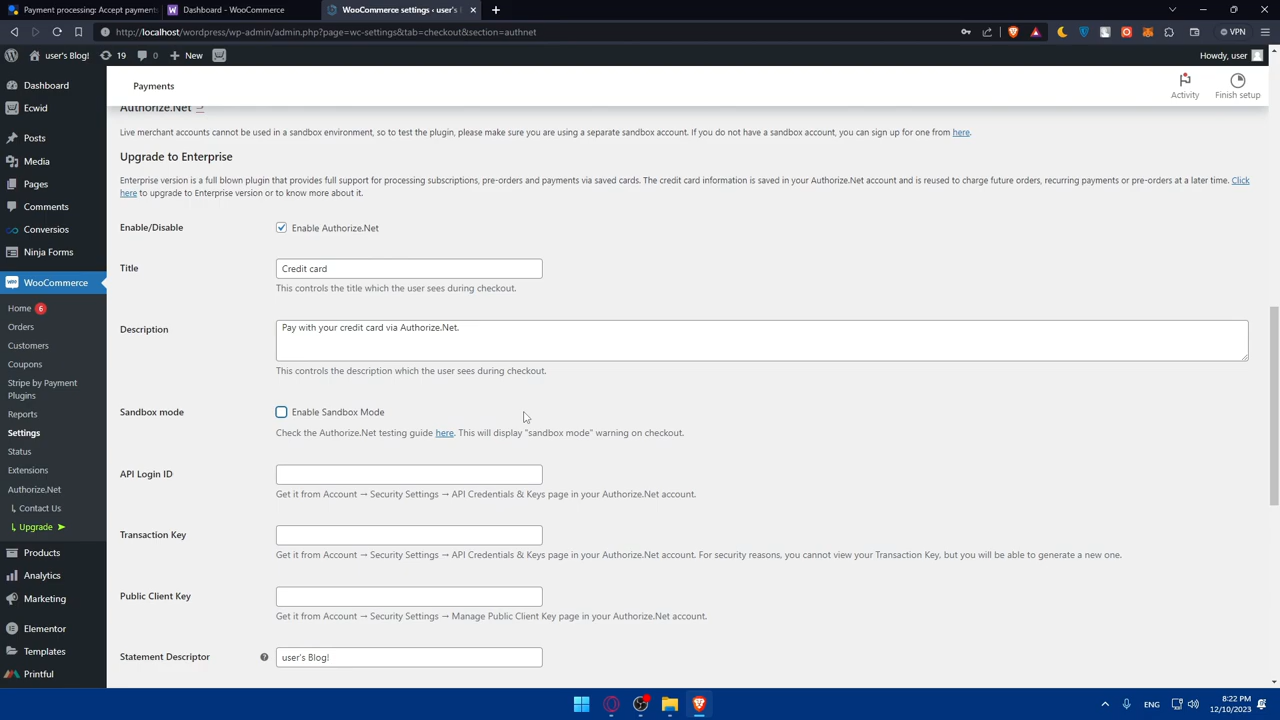 Payment processing: Accept payment
Dashboard - WooCommerce
WooCommerce settings ‹ user's I
http://localhost/wordpress/wp-admin/admin.php?page=wc-settings&tab=checkout&section=authnet
VPN
user's Blog!
19
0
New
Howdy, user
Dashboard
Ecwid
Posts
Media
Pages
Comments
Conversios
Ninja Forms
WooCommerce
Home 6
Orders
Customers
Coupons
Stripe by Payment
Plugins
Reports
Settings
Status
Extensions
Authorize.Net
↳ Contact Us
↳ Upgrade ➤
Products
Analytics
Marketing
Elementor
Templates
Printful
Payments
Activity
Finish setup
Authorize.Net
Live merchant accounts cannot be used in a sandbox environment, so to test the plugin, please make sure you are using a separate sandbox account. If you do not have a sandbox account, you can sign up for one from here.
Upgrade to Enterprise
Enterprise version is a full blown plugin that provides full support for processing subscriptions, pre-orders and payments via saved cards. The credit card information is saved in your Authorize.Net account and is reused to charge future orders, recurring payments or pre-orders at a later time. Click
here to upgrade to Enterprise version or to know more about it.
Enable/Disable
Enable Authorize.Net
Title
Credit card
This controls the title which the user sees during checkout.
Description
Pay with your credit card via Authorize.Net.
This controls the description which the user sees during checkout.
Sandbox mode
Enable Sandbox Mode
Check the Authorize.Net testing guide here. This will display "sandbox mode" warning on checkout.
API Login ID
Get it from Account → Security Settings → API Credentials & Keys page in your Authorize.Net account.
Transaction Key
Get it from Account → Security Settings → API Credentials & Keys page in your Authorize.Net account. For security reasons, you cannot view your Transaction Key, but you will be able to generate a new one.
Public Client Key
Get it from Account → Security Settings → Manage Public Client Key page in your Authorize.Net account.
Statement Descriptor
user's Blog!
ENG
8:22 PM
12/10/2023